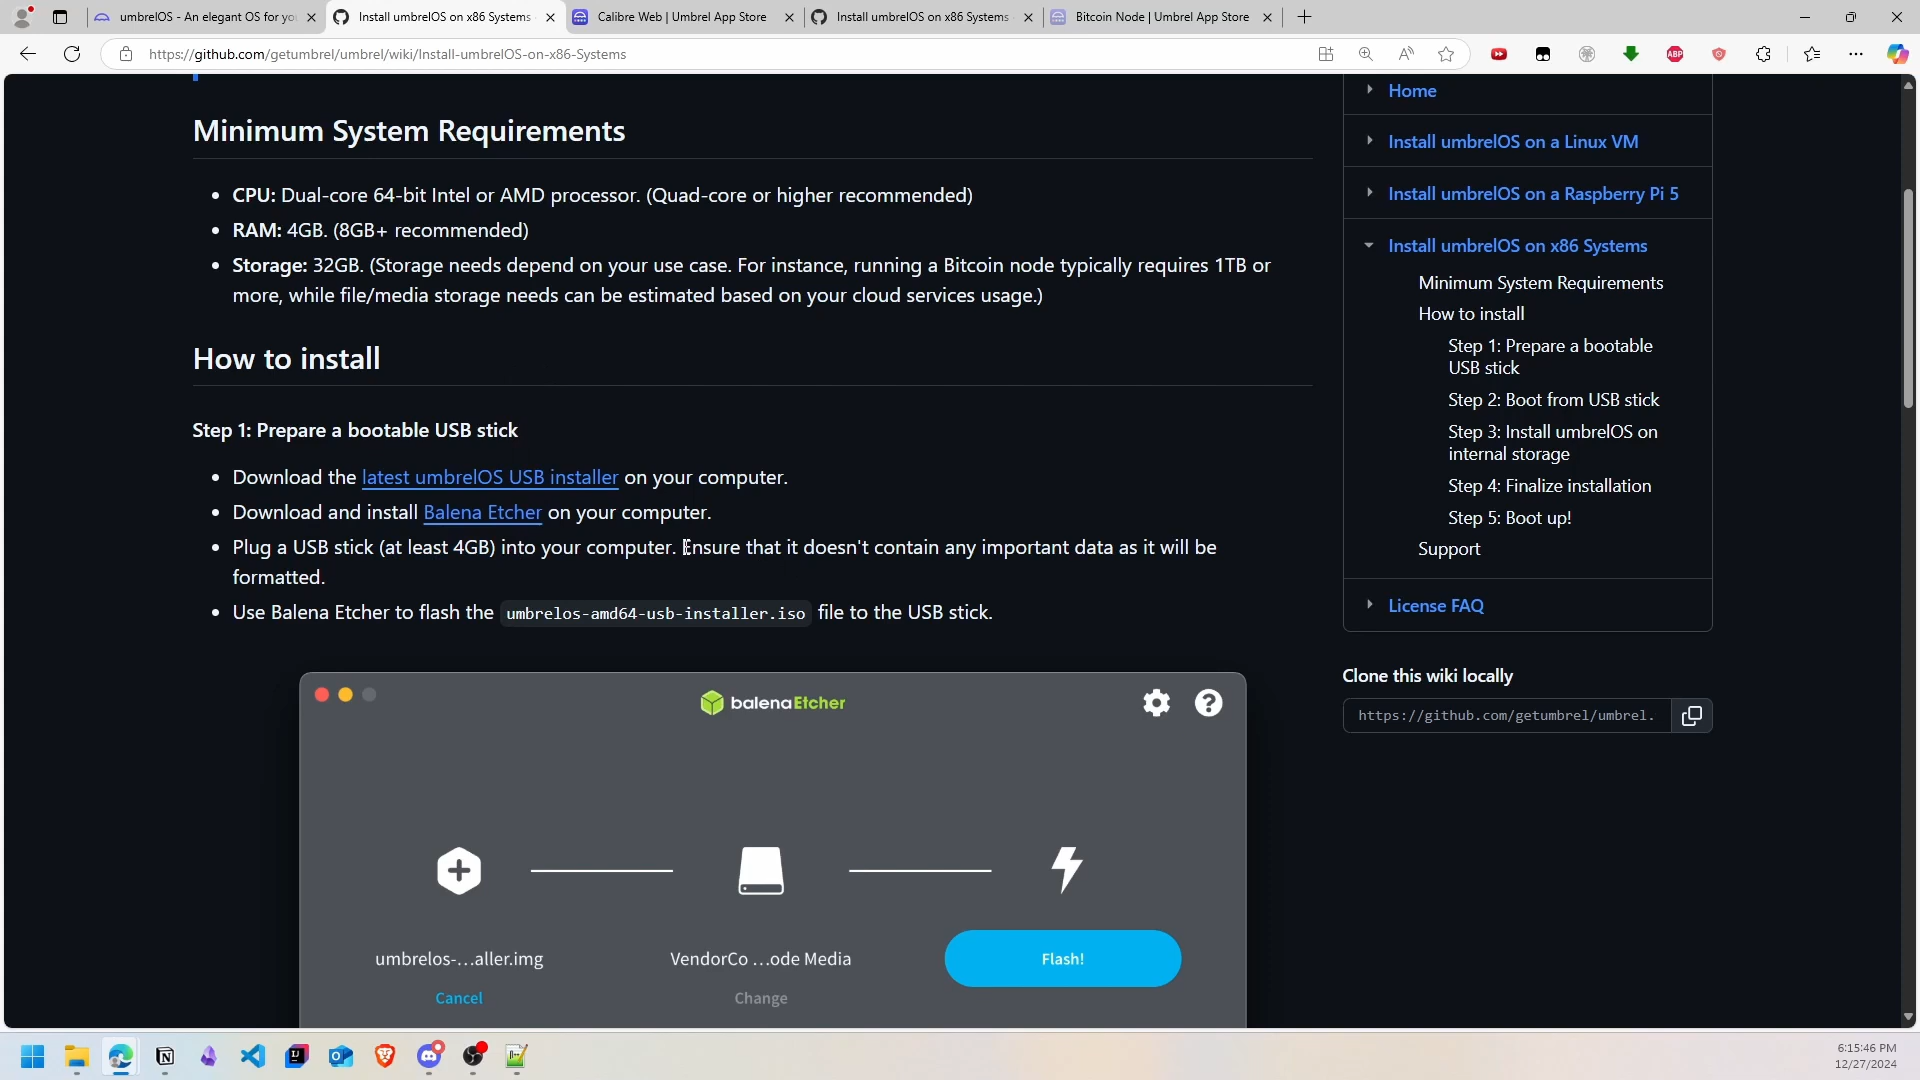 umbrelOS - An elegant OS for yo
Install umbrelOS on x86 Systems
Calibre Web | Umbrel App Store
Install umbrelOS on x86 Systems
Bitcoin Node | Umbrel App Store
https://github.com/getumbrel/umbrel/wiki/Install-umbrelOS-on-x86-Systems
ABP
Minimum System Requirements
• CPU: Dual-core 64-bit Intel or AMD processor. (Quad-core or higher recommended)
• RAM: 4GB. (8GB+ recommended)
• Storage: 32GB. (Storage needs depend on your use case. For instance, running a Bitcoin node typically requires 1TB or
more, while file/media storage needs can be estimated based on your cloud services usage.)
How to install
Step 1: Prepare a bootable USB stick
• Download the latest umbrelOS USB installer on your computer.
• Download and install Balena Etcher on your computer.
• Plug a USB stick (at least 4GB) into your computer. Ensure that it doesn't contain any important data as it will be
formatted.
• Use Balena Etcher to flash the umbrelos-amd64-usb-installer.iso file to the USB stick.
balenaEtcher
umbrelos-...aller.img
VendorCo ...ode Media
Flash!
Cancel
Change
Home
Install umbrelOS on a Linux VM
Install umbrelOS on a Raspberry Pi 5
Install umbrelOS on x86 Systems
Minimum System Requirements
How to install
Step 1: Prepare a bootable
USB stick
Step 2: Boot from USB stick
Step 3: Install umbrelOS on
internal storage
Step 4: Finalize installation
Step 5: Boot up!
Support
License FAQ
Clone this wiki locally
https://github.com/getumbrel/umbrel.
6:15:46 PM
12/27/2024